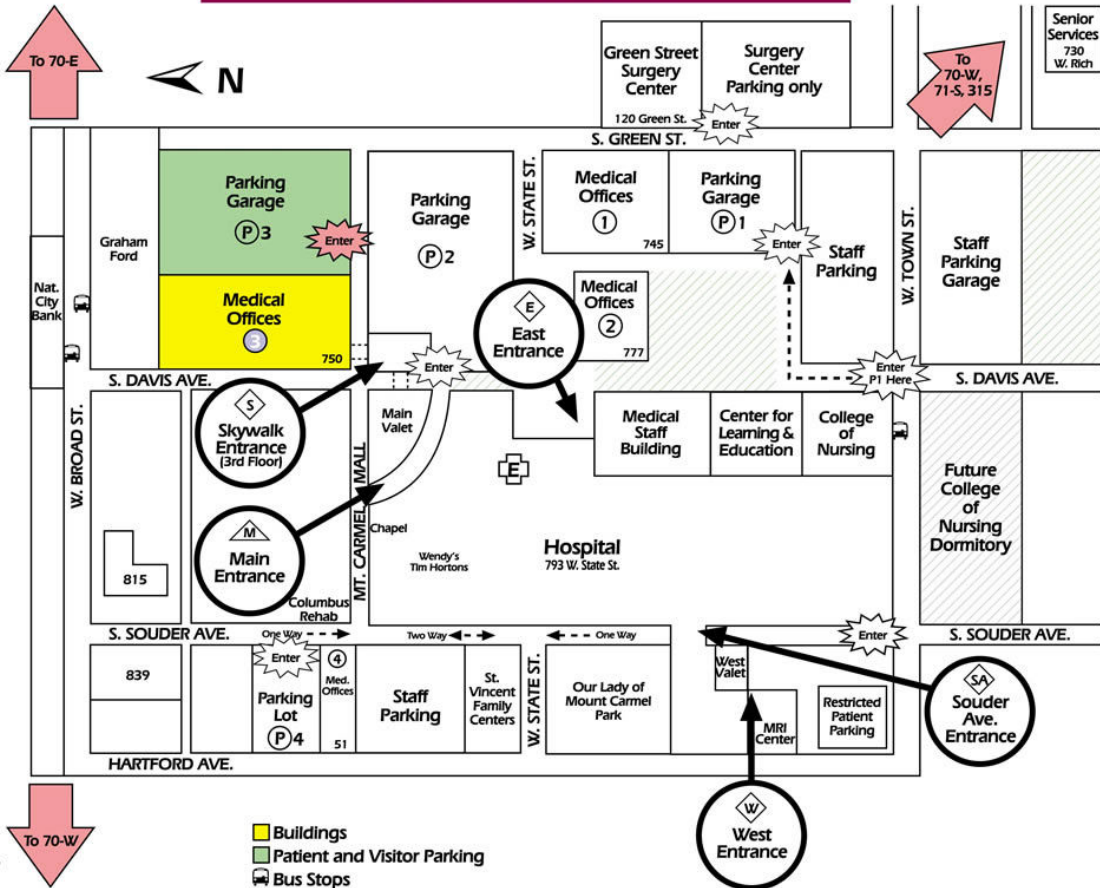 To 70-E
N
Green Street
Surgery
Center
120 Green St.
Surgery
Center
Parking only
Enter
To
70-W,
71-S, 315
Senior
Services
730
W. Rich
S. GREEN ST.
Graham
Ford
Parking
Garage
P 3
Enter
Parking
Garage
P 2
W. STATE ST.
Medical
Offices
1
745
Parking
Garage
P 1
Enter
Staff
Parking
W. TOWN ST.
Staff
Parking
Garage
Nat.
City
Bank
Medical
Offices
3
750
E
East
Entrance
Medical
Offices
2
777
Enter
Enter
P1 Here
S. DAVIS AVE.
S. DAVIS AVE.
W. BROAD ST.
S
Skywalk
Entrance
(3rd Floor)
Main
Valet
MT. CARMEL MALL
Medical
Staff
Building
Center for
Learning &
Education
College
of
Nursing
E
Future
College
of
Nursing
Dormitory
M
Main
Entrance
Chapel
Wendy's
Tim Hortons
Hospital
793 W. State St.
815
Columbus
Rehab
S. SOUDER AVE.
One Way
Two Way
One Way
Enter
S. SOUDER AVE.
839
Enter
Parking
Lot
P 4
4
Med.
Offices
51
Staff
Parking
St.
Vincent
Family
Centers
W. STATE ST.
Our Lady of
Mount Carmel
Park
West
Valet
MRI
Center
Restricted
Patient
Parking
SA
Souder
Ave.
Entrance
HARTFORD AVE.
To 70-W
W
West
Entrance
Buildings
Patient and Visitor Parking
Bus Stops